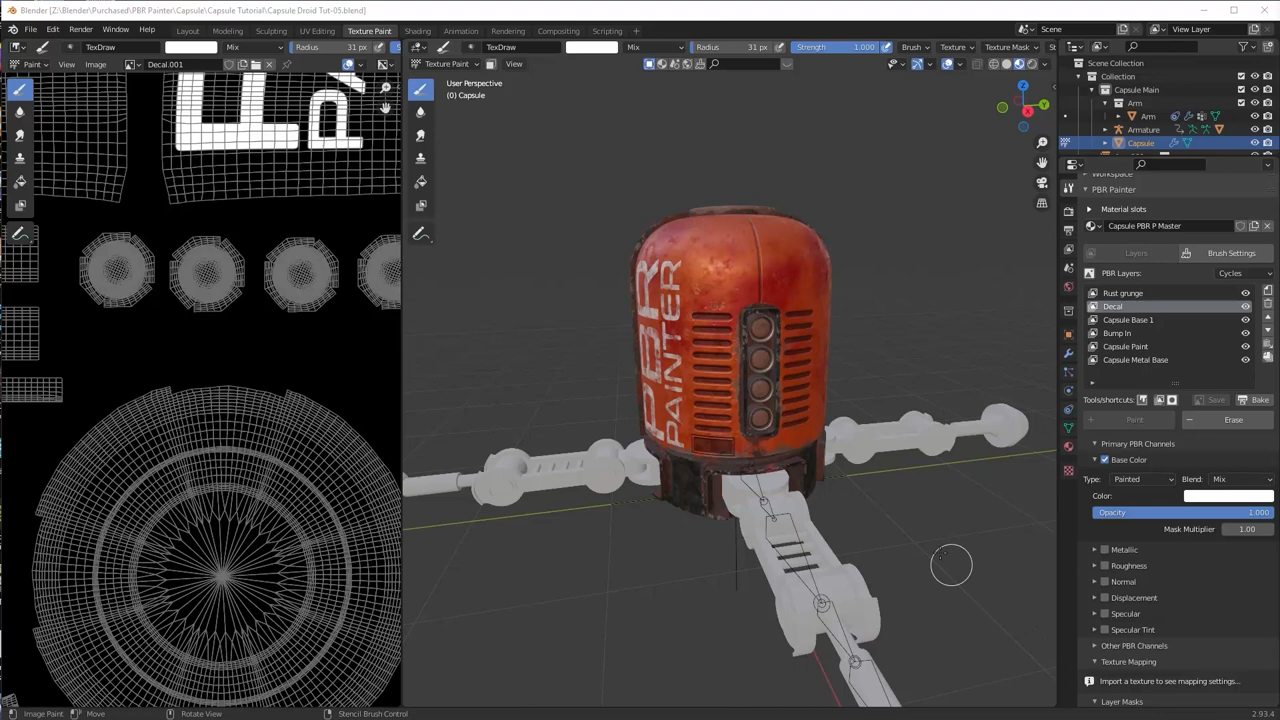 Blender [Z:\Blender\Purchased\PBR Painter\Capsule\Capsule Tutorial\Capsule Droid Tut-05.blend]
File Edit Render Window Help Layout Modeling Sculpting UV Editing Texture Paint Shading Animation Rendering Compositing Scripting + Scene View Layer
TexDraw Mix Radius 31 px TexDraw Mix Radius 31 px Strength 1.000 Brush Texture Texture Mask
Paint View Image Decal.001 Texture Paint View
User Perspective
(0) Capsule
Scene Collection
Collection
Capsule Main
Arm
Arm
Armature
Capsule
PBR Painter
Material slots
Capsule PBR P Master
Layers Brush Settings
PBR Layers: Cycles
Rust grunge
Decal
Capsule Base 1
Bump In
Capsule Paint
Capsule Metal Base
Tools/shortcuts: Save Bake
Paint Erase
Primary PBR Channels
Base Color
Type: Painted Blend: Mix
Color:
Opacity 1.000
Mask Multiplier 1.00
Metallic
Roughness
Normal
Displacement
Specular
Specular Tint
Other PBR Channels
Texture Mapping
Import a texture to see mapping settings...
Layer Masks
PBR
PAINTER
Image Paint Move Rotate View Stencil Brush Control 2.93.4